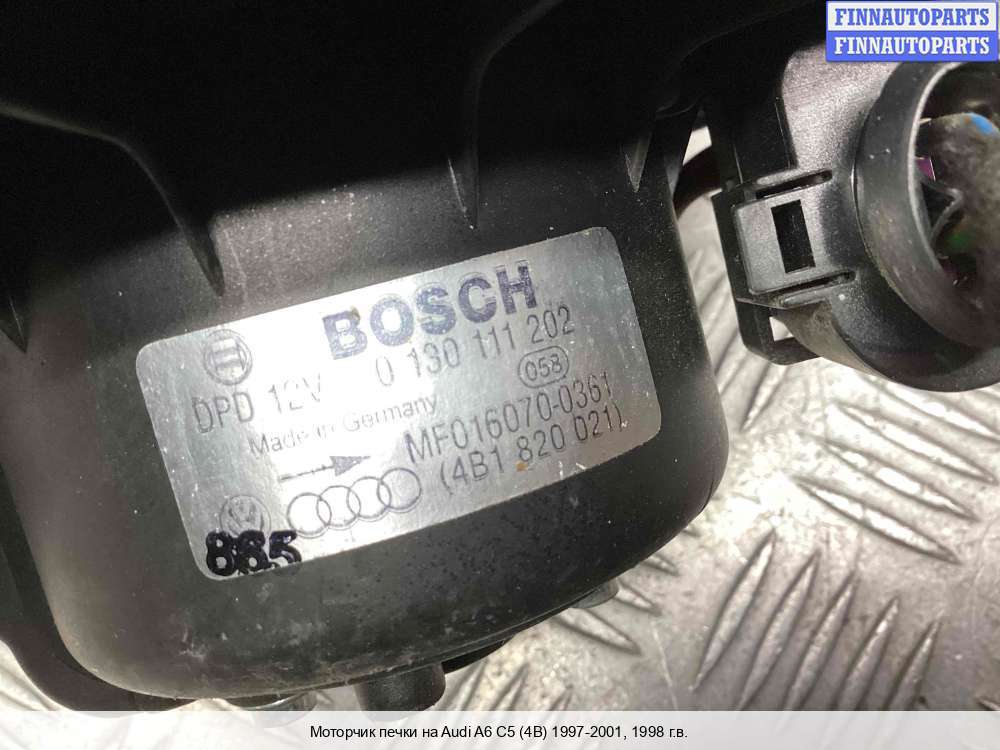 FINNAUTOPARTS
FINNAUTOPARTS
BOSCH
0 130 111 202
DPD 12V
058
Made in Germany
MF016070-0361
(4B1 820 021)
865
Моторчик печки на Audi A6 C5 (4B) 1997-2001, 1998 г.в.